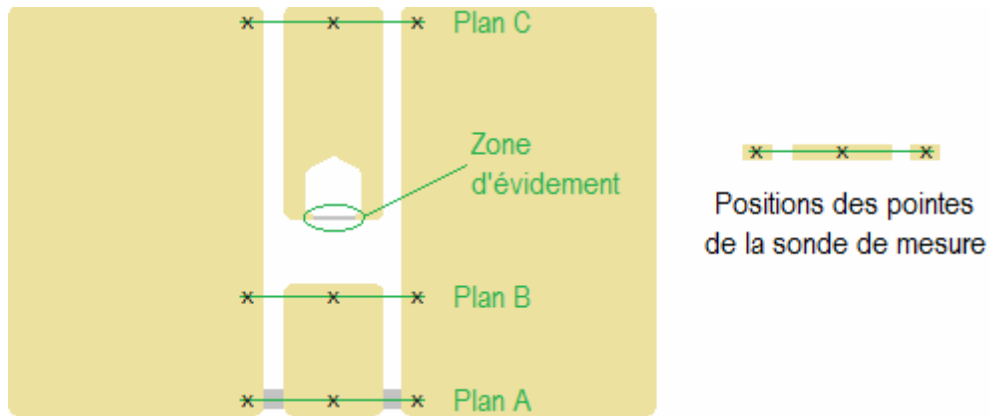 Plan C
Zone
d'évidement
Positions des pointes
de la sonde de mesure
Plan B
Plan A